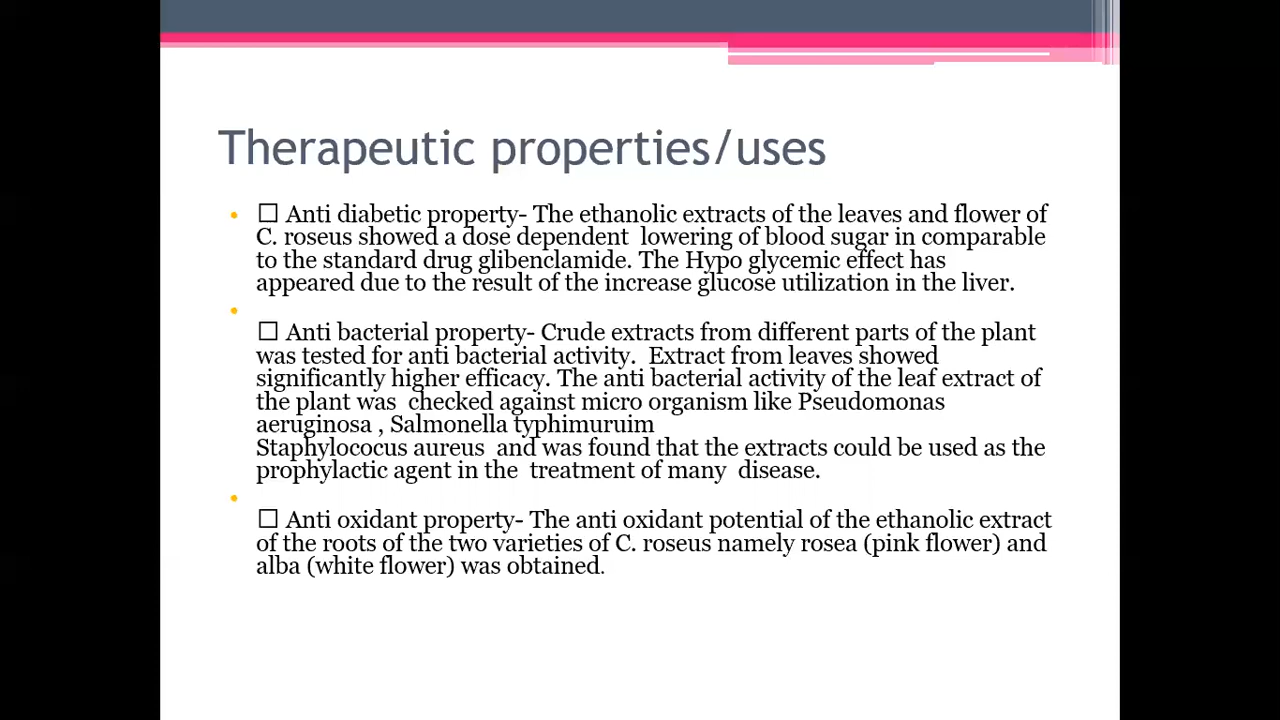 Therapeutic properties/uses
• □ Anti diabetic property- The ethanolic extracts of the leaves and flower of
C. roseus showed a dose dependent  lowering of blood sugar in comparable
to the standard drug glibenclamide. The Hypo glycemic effect has
appeared due to the result of the increase glucose utilization in the liver.
•
□ Anti bacterial property- Crude extracts from different parts of the plant
was tested for anti bacterial activity.  Extract from leaves showed
significantly higher efficacy. The anti bacterial activity of the leaf extract of
the plant was  checked against micro organism like Pseudomonas
aeruginosa , Salmonella typhimuruim
Staphylococus aureus  and was found that the extracts could be used as the
prophylactic agent in the  treatment of many  disease.
•
□ Anti oxidant property- The anti oxidant potential of the ethanolic extract
of the roots of the two varieties of C. roseus namely rosea (pink flower) and
alba (white flower) was obtained.